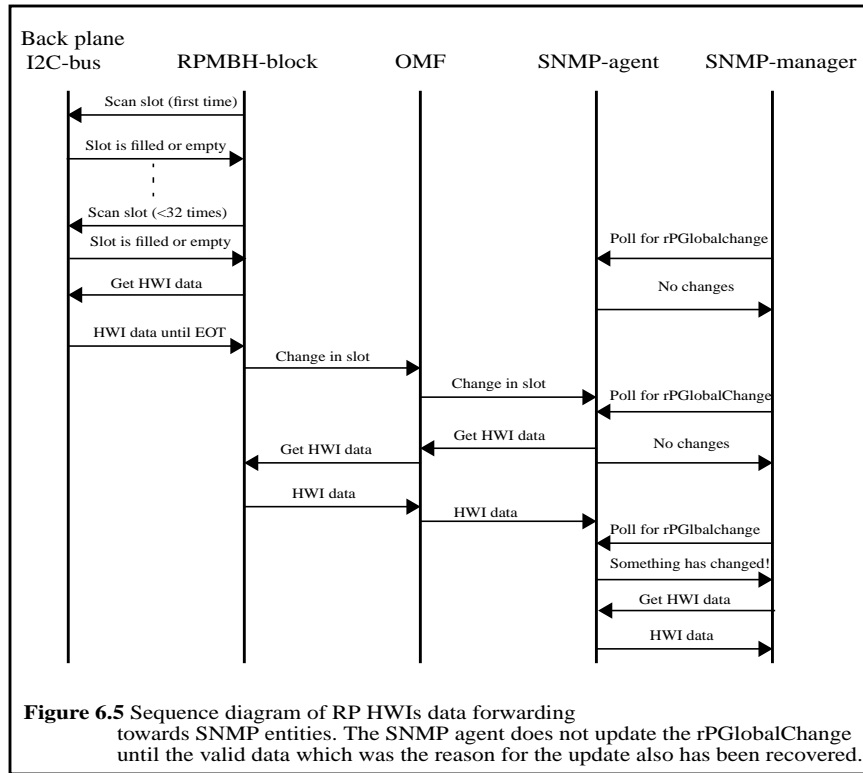 Back plane
I2C-bus
RPMBH-block
OMF
SNMP-agent
SNMP-manager
Scan slot (first time)
Slot is filled or empty
Scan slot (<32 times)
Slot is filled or empty
Poll for rPGlobalchange
Get HWI data
No changes
HWI data until EOT
Change in slot
Change in slot
Poll for rPGlobalChange
Get HWI data
Get HWI data
No changes
HWI data
HWI data
Poll for rPGlbalchange
Something has changed!
Get HWI data
HWI data
Figure 6.5 Sequence diagram of RP HWIs data forwarding
towards SNMP entities. The SNMP agent does not update the rPGlobalChange
until the valid data which was the reason for the update also has been recovered.